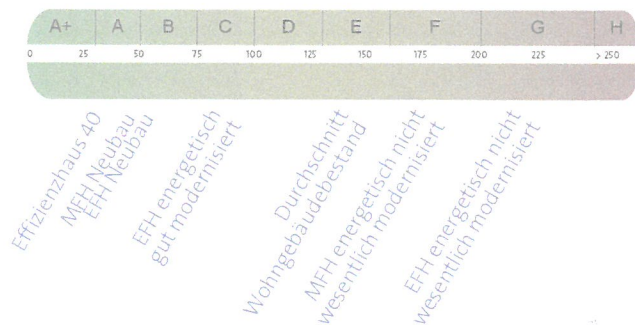 A+ A B C D E F G H
0 25 50 75 100 125 150 175 200 225 > 250
Effizienzhaus 40
MFH Neubau
EFH Neubau
EFH energetisch
gut modernisiert
Durchschnitt
Wohngebäudebestand
MFH energetisch nicht
wesentlich modernisiert
EFH energetisch nicht
wesentlich modernisiert